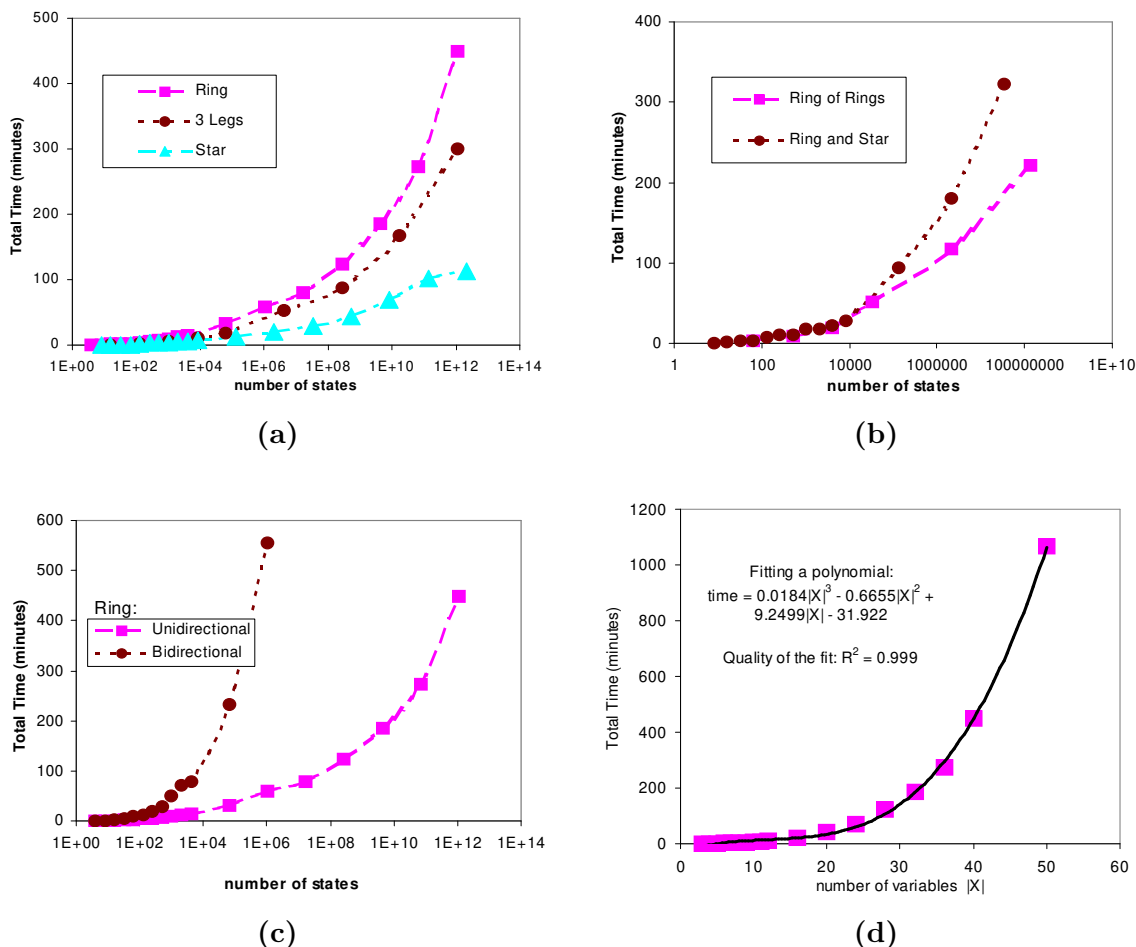 500
400
300
200
100
0
Total Time (minutes)
Ring
3 Legs
Star
1E+00 1E+02 1E+04 1E+06 1E+08 1E+10 1E+12 1E+14
number of states
(a)
400
300
200
100
0
Total Time (minutes)
Ring of Rings
Ring and Star
1 100 10000 1000000 100000000 1E+10
number of states
(b)
600
500
400
300
200
100
0
Total Time (minutes)
Ring:
Unidirectional
Bidirectional
1E+00 1E+02 1E+04 1E+06 1E+08 1E+10 1E+12 1E+14
number of states
(c)
1200
1000
800
600
400
200
0
Total Time (minutes)
Fitting a polynomial:
time = 0.0184|X|³ - 0.6655|X|² +
9.2499|X| - 31.922
Quality of the fit: R² = 0.999
0 10 20 30 40 50 60
number of variables |X|
(d)